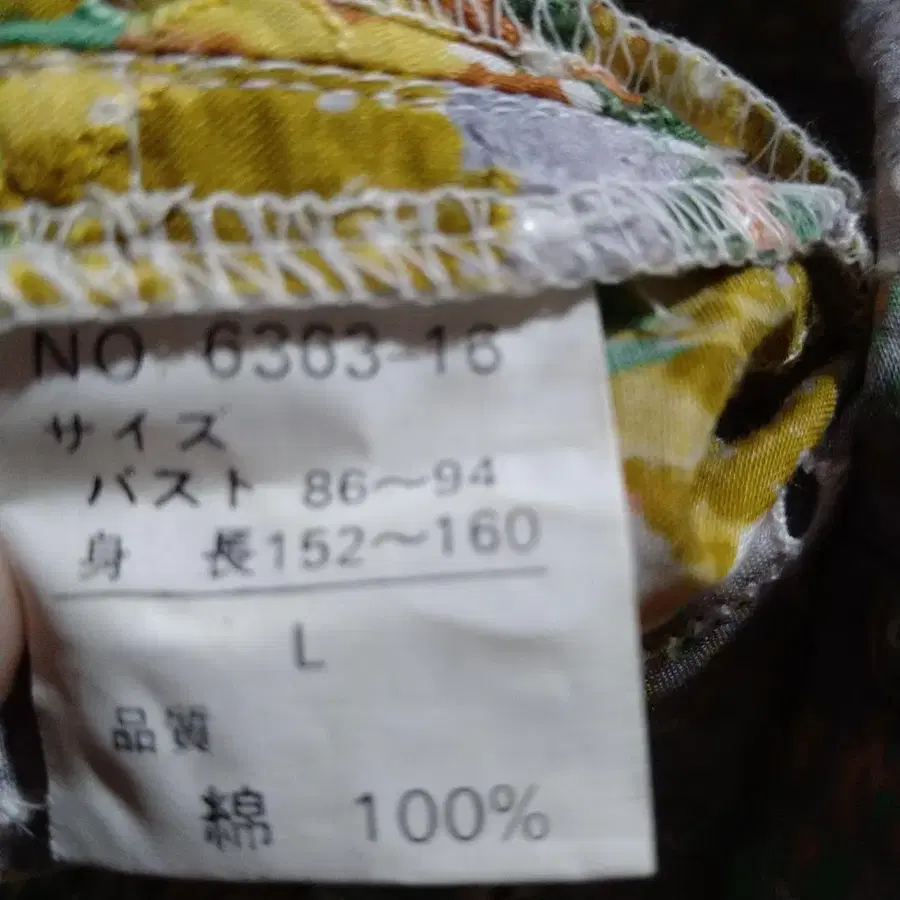 NO 6363-16
サイズ
バスト 86〜94
身 長152〜160
L
品質
綿 100%